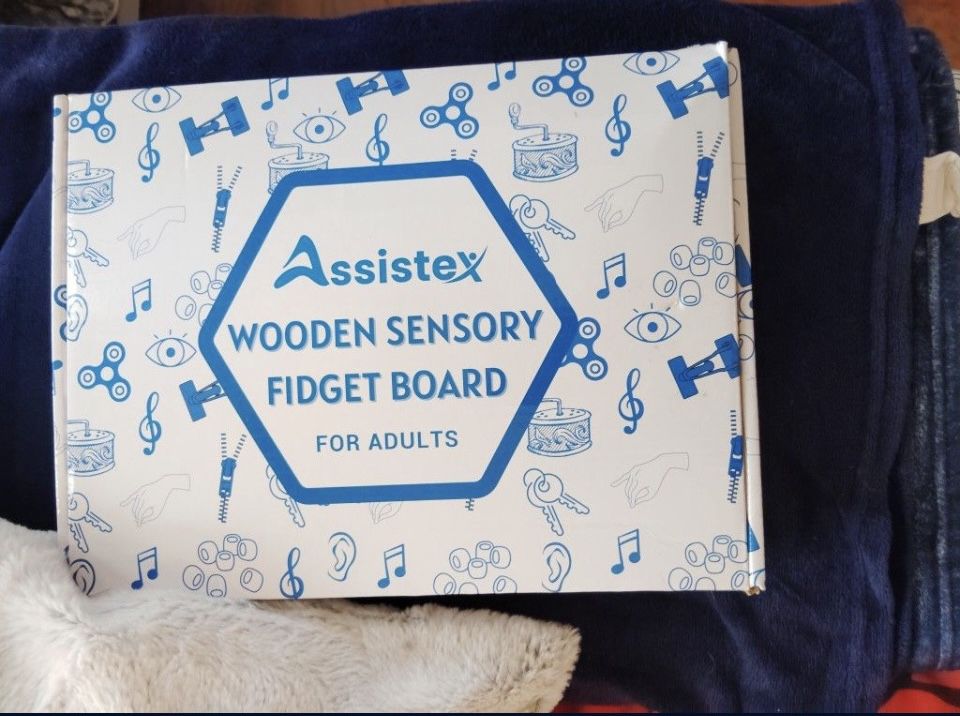 Assistex
WOODEN SENSORY
FIDGET BOARD
FOR ADULTS